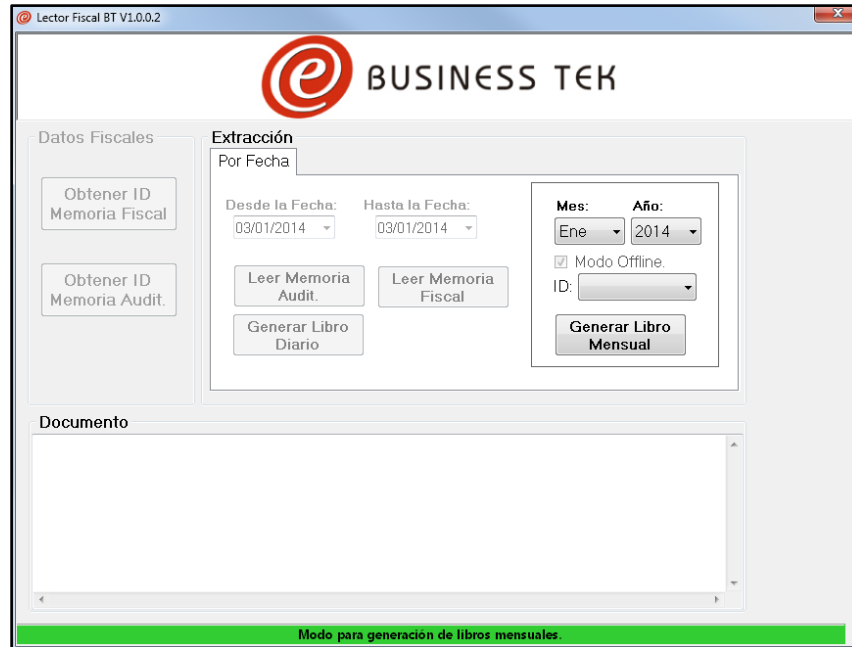 Lector Fiscal BT V1.0.0.2
BUSINESS TEK
Datos Fiscales
Obtener ID
Memoria Fiscal
Obtener ID
Memoria Audit.
Extracción
Por Fecha
Desde la Fecha: Hasta la Fecha:
03/01/2014 03/01/2014
Leer Memoria
Audit.
Leer Memoria
Fiscal
Generar Libro
Diario
Mes: Año:
Ene 2014
Modo Offline.
ID:
Generar Libro
Mensual
Documento
Modo para generación de libros mensuales.